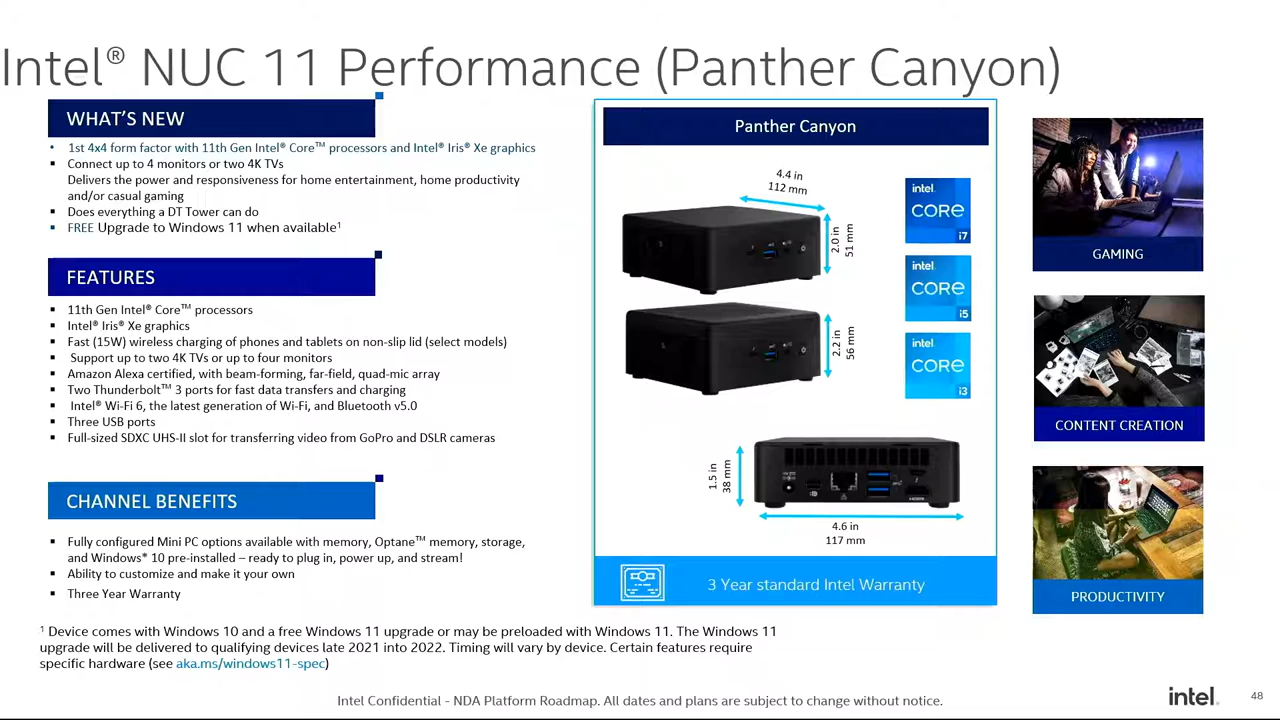 Intel® NUC 11 Performance (Panther Canyon)
WHAT'S NEW
• 1st 4x4 form factor with 11th Gen Intel® Core™ processors and Intel® Iris® Xe graphics
▪ Connect up to 4 monitors or two 4K TVs
Delivers the power and responsiveness for home entertainment, home productivity
and/or casual gaming
▪ Does everything a DT Tower can do
▪ FREE Upgrade to Windows 11 when available¹
FEATURES
▪ 11th Gen Intel® Core™ processors
▪ Intel® Iris® Xe graphics
▪ Fast (15W) wireless charging of phones and tablets on non-slip lid (select models)
▪ Support up to two 4K TVs or up to four monitors
▪ Amazon Alexa certified, with beam-forming, far-field, quad-mic array
▪ Two Thunderbolt™ 3 ports for fast data transfers and charging
▪ Intel® Wi-Fi 6, the latest generation of Wi-Fi, and Bluetooth v5.0
▪ Three USB ports
▪ Full-sized SDXC UHS-II slot for transferring video from GoPro and DSLR cameras
CHANNEL BENEFITS
▪ Fully configured Mini PC options available with memory, Optane™ memory, storage,
and Windows* 10 pre-installed – ready to plug in, power up, and stream!
▪ Ability to customize and make it your own
▪ Three Year Warranty
Panther Canyon
4.4 in
112 mm
2.0 in
51 mm
intel.
CORE
i7
2.2 in
56 mm
intel.
CORE
i5
intel.
CORE
i3
1.5 in
38 mm
HDMI
4.6 in
117 mm
3 Year standard Intel Warranty
GAMING
CONTENT CREATION
PRODUCTIVITY
¹ Device comes with Windows 10 and a free Windows 11 upgrade or may be preloaded with Windows 11. The Windows 11
upgrade will be delivered to qualifying devices late 2021 into 2022. Timing will vary by device. Certain features require
specific hardware (see aka.ms/windows11-spec)
Intel Confidential - NDA Platform Roadmap. All dates and plans are subject to change without notice.
intel.
48